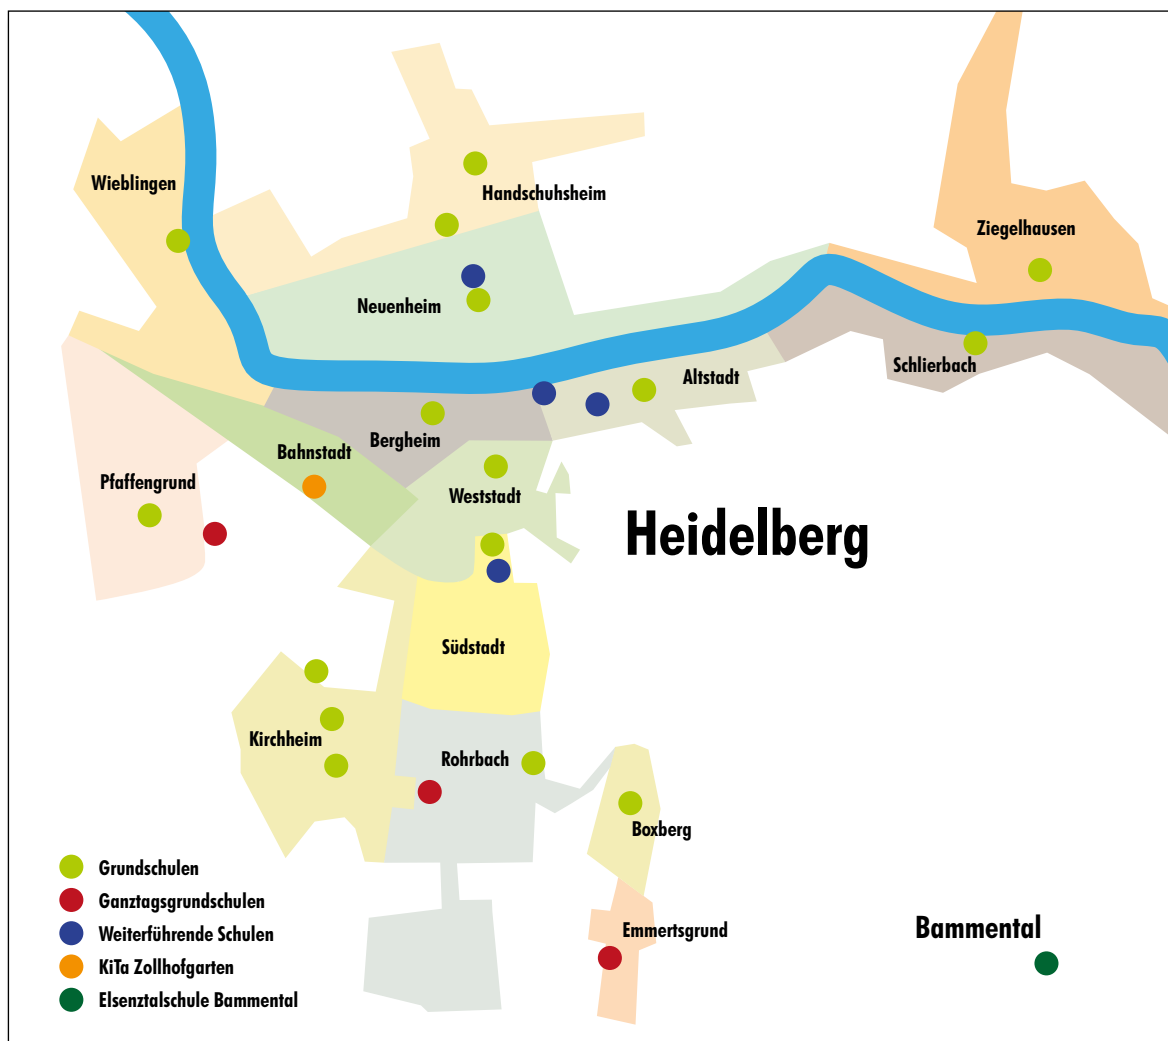 Wieblingen
Handschuhsheim
Ziegelhausen
Neuenheim
Schlierbach
Altstadt
Bergheim
Bahnstadt
Pfaffengrund
Weststadt
Heidelberg
Südstadt
Kirchheim
Rohrbach
Boxberg
Emmertsgrund
Bammental
Grundschulen
Ganztagsgrundschulen
Weiterführende Schulen
KiTa Zollhofgarten
Elsenztalschule Bammental